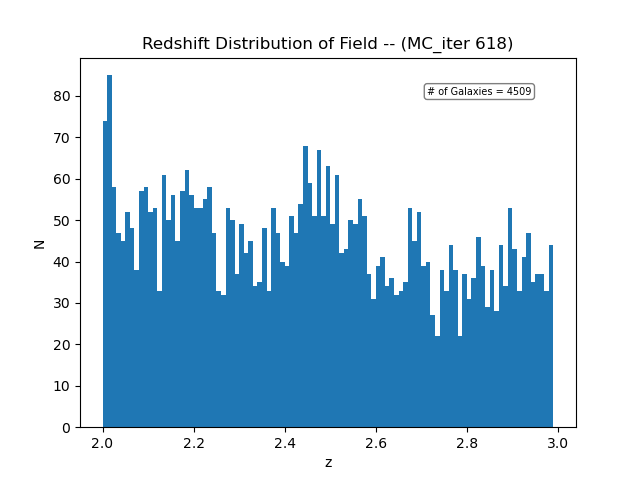 Redshift Distribution of Field -- (MC_iter 618)
# of Galaxies = 4509
80
70
60
50
40
30
20
10
0
N
2.0 2.2 2.4 2.6 2.8 3.0
z